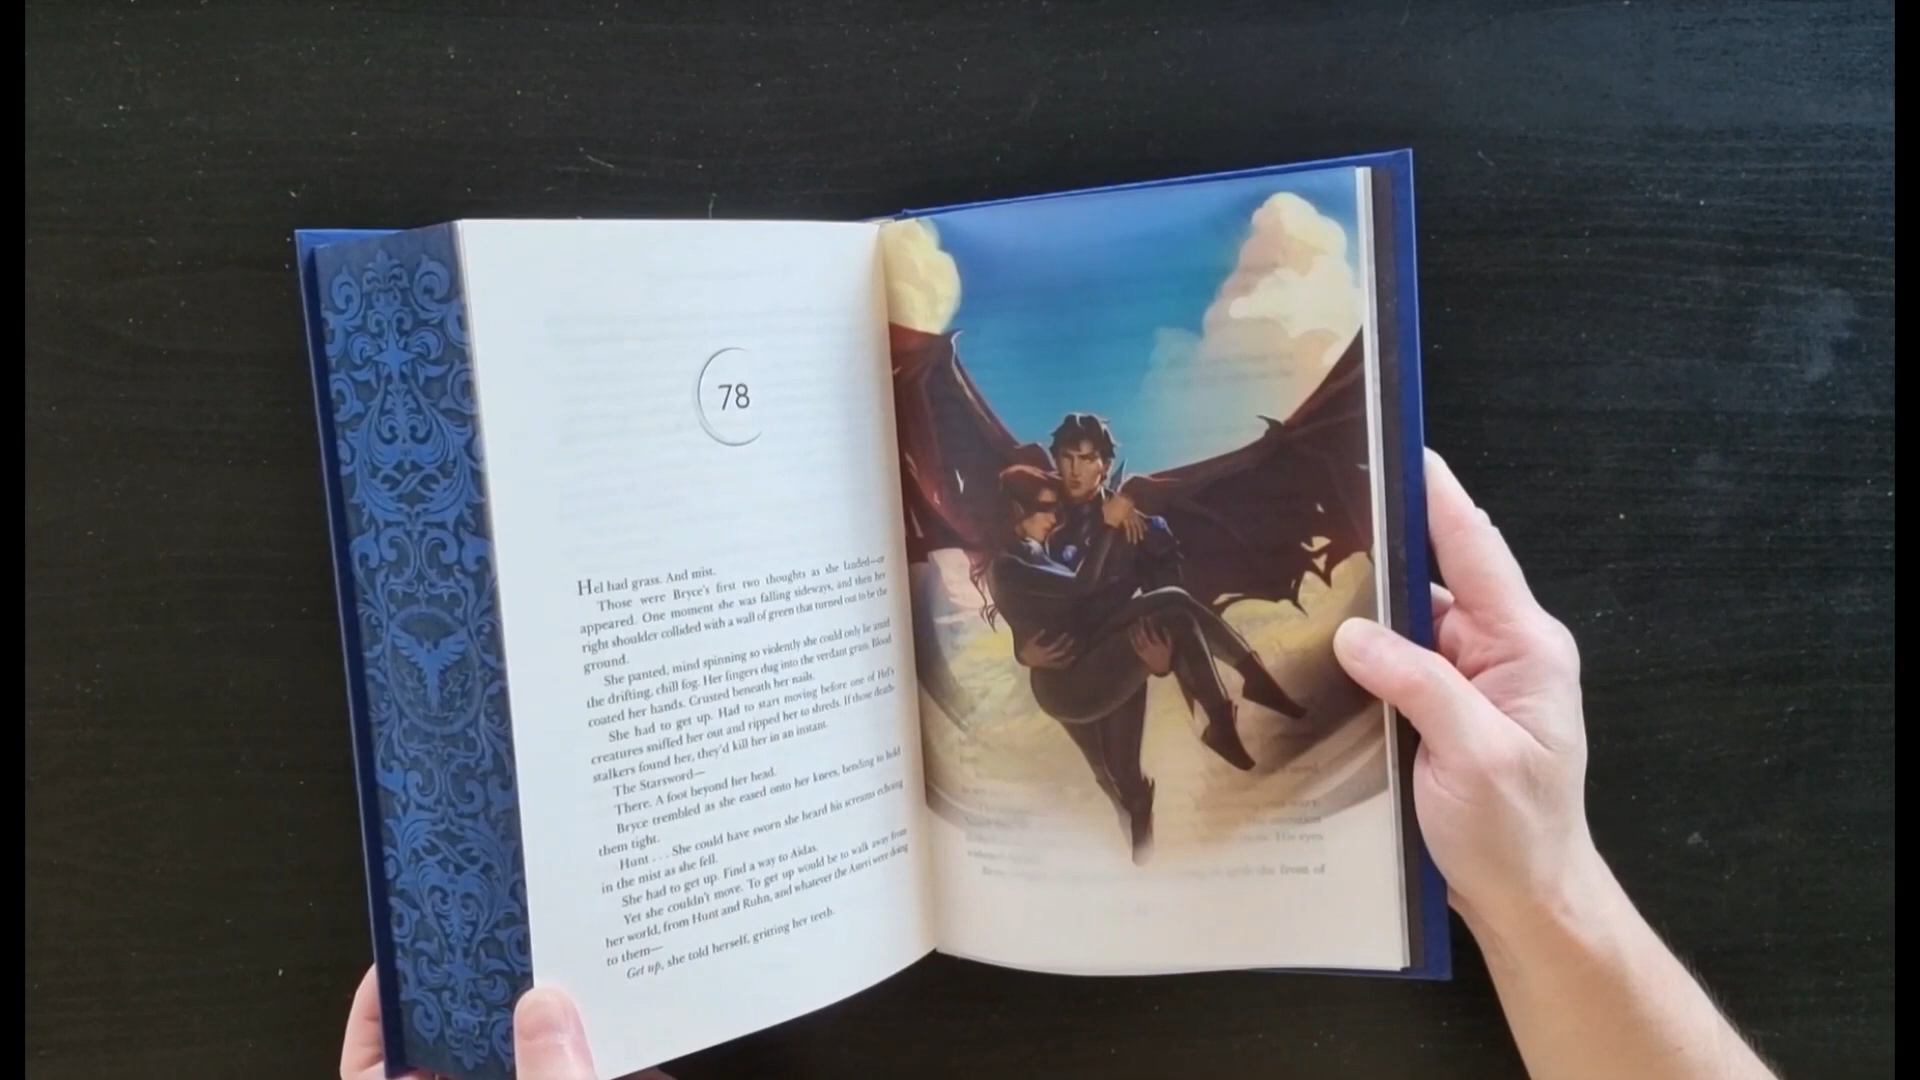 78
Hel had grass. And mist.
Those were Bryce's first two thoughts as she landed—or
appeared. One moment she was falling sideways, and then her
right shoulder collided with a wall of green that turned out to be the
ground.
She panted, mind spinning so violently she could only lie amid
the drifting, chill fog. Her fingers dug into the verdant grass. Blood
coated her hands. Crusted beneath her nails.
She had to get up. Had to start moving before one of Hel's
creatures sniffed her out and ripped her to shreds. If those death-
stalkers found her, they'd kill her in an instant.
The Starsword—
There. A foot beyond her head.
Bryce trembled as she eased onto her knees, bending to hold
them tight.
Hunt . . . She could have sworn she heard his screams echoing
in the mist as she fell.
She had to get up. Find a way to Aidas.
Yet she couldn't move. To get up would be to walk away from
her world, from Hunt and Ruhn, and whatever the Asteri were doing
to them—
Get up, she told herself, gritting her teeth.
His eyes
the front of